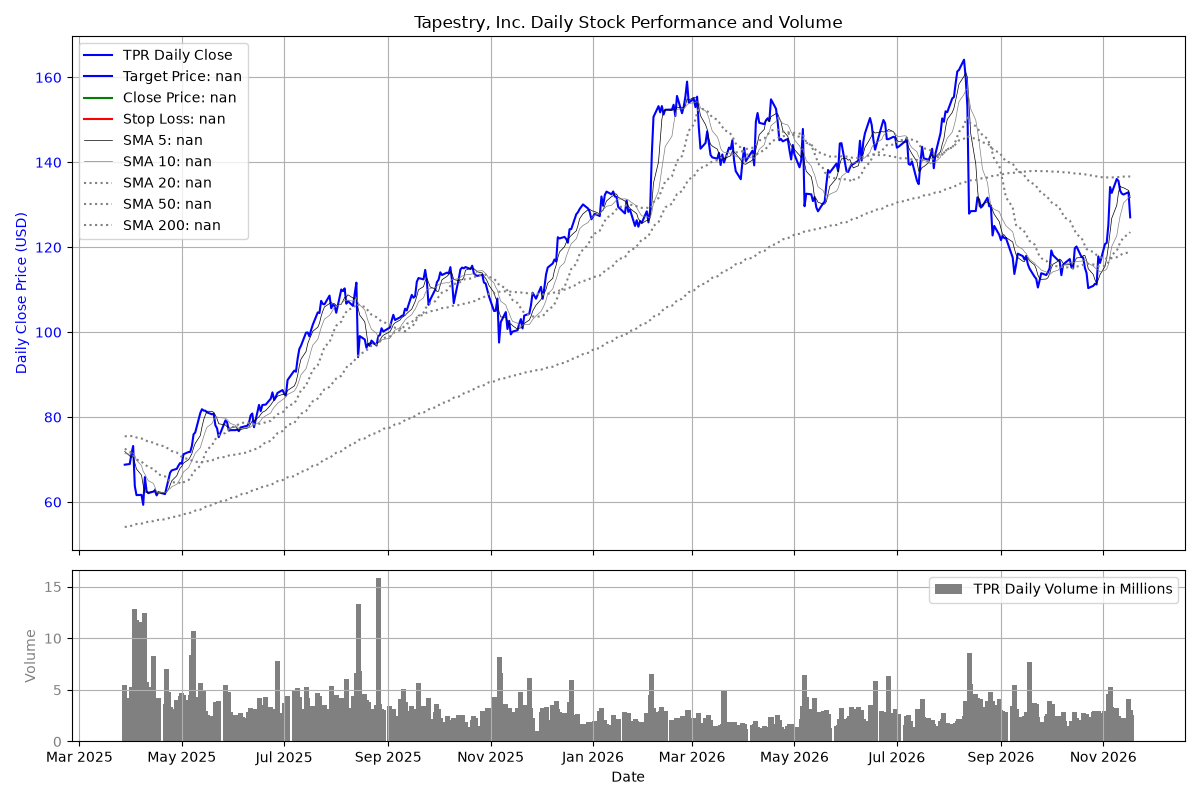 Tapestry, Inc. Daily Stock Performance and Volume
TPR Daily Close
Target Price: nan
Close Price: nan
Stop Loss: nan
SMA 5: nan
SMA 10: nan
SMA 20: nan
SMA 50: nan
SMA 200: nan
Daily Close Price (USD)
160
140
120
100
80
60
TPR Daily Volume in Millions
Volume
15
10
5
0
Mar 2025 May 2025 Jul 2025 Sep 2025 Nov 2025 Jan 2026 Mar 2026 May 2026 Jul 2026 Sep 2026 Nov 2026
Date